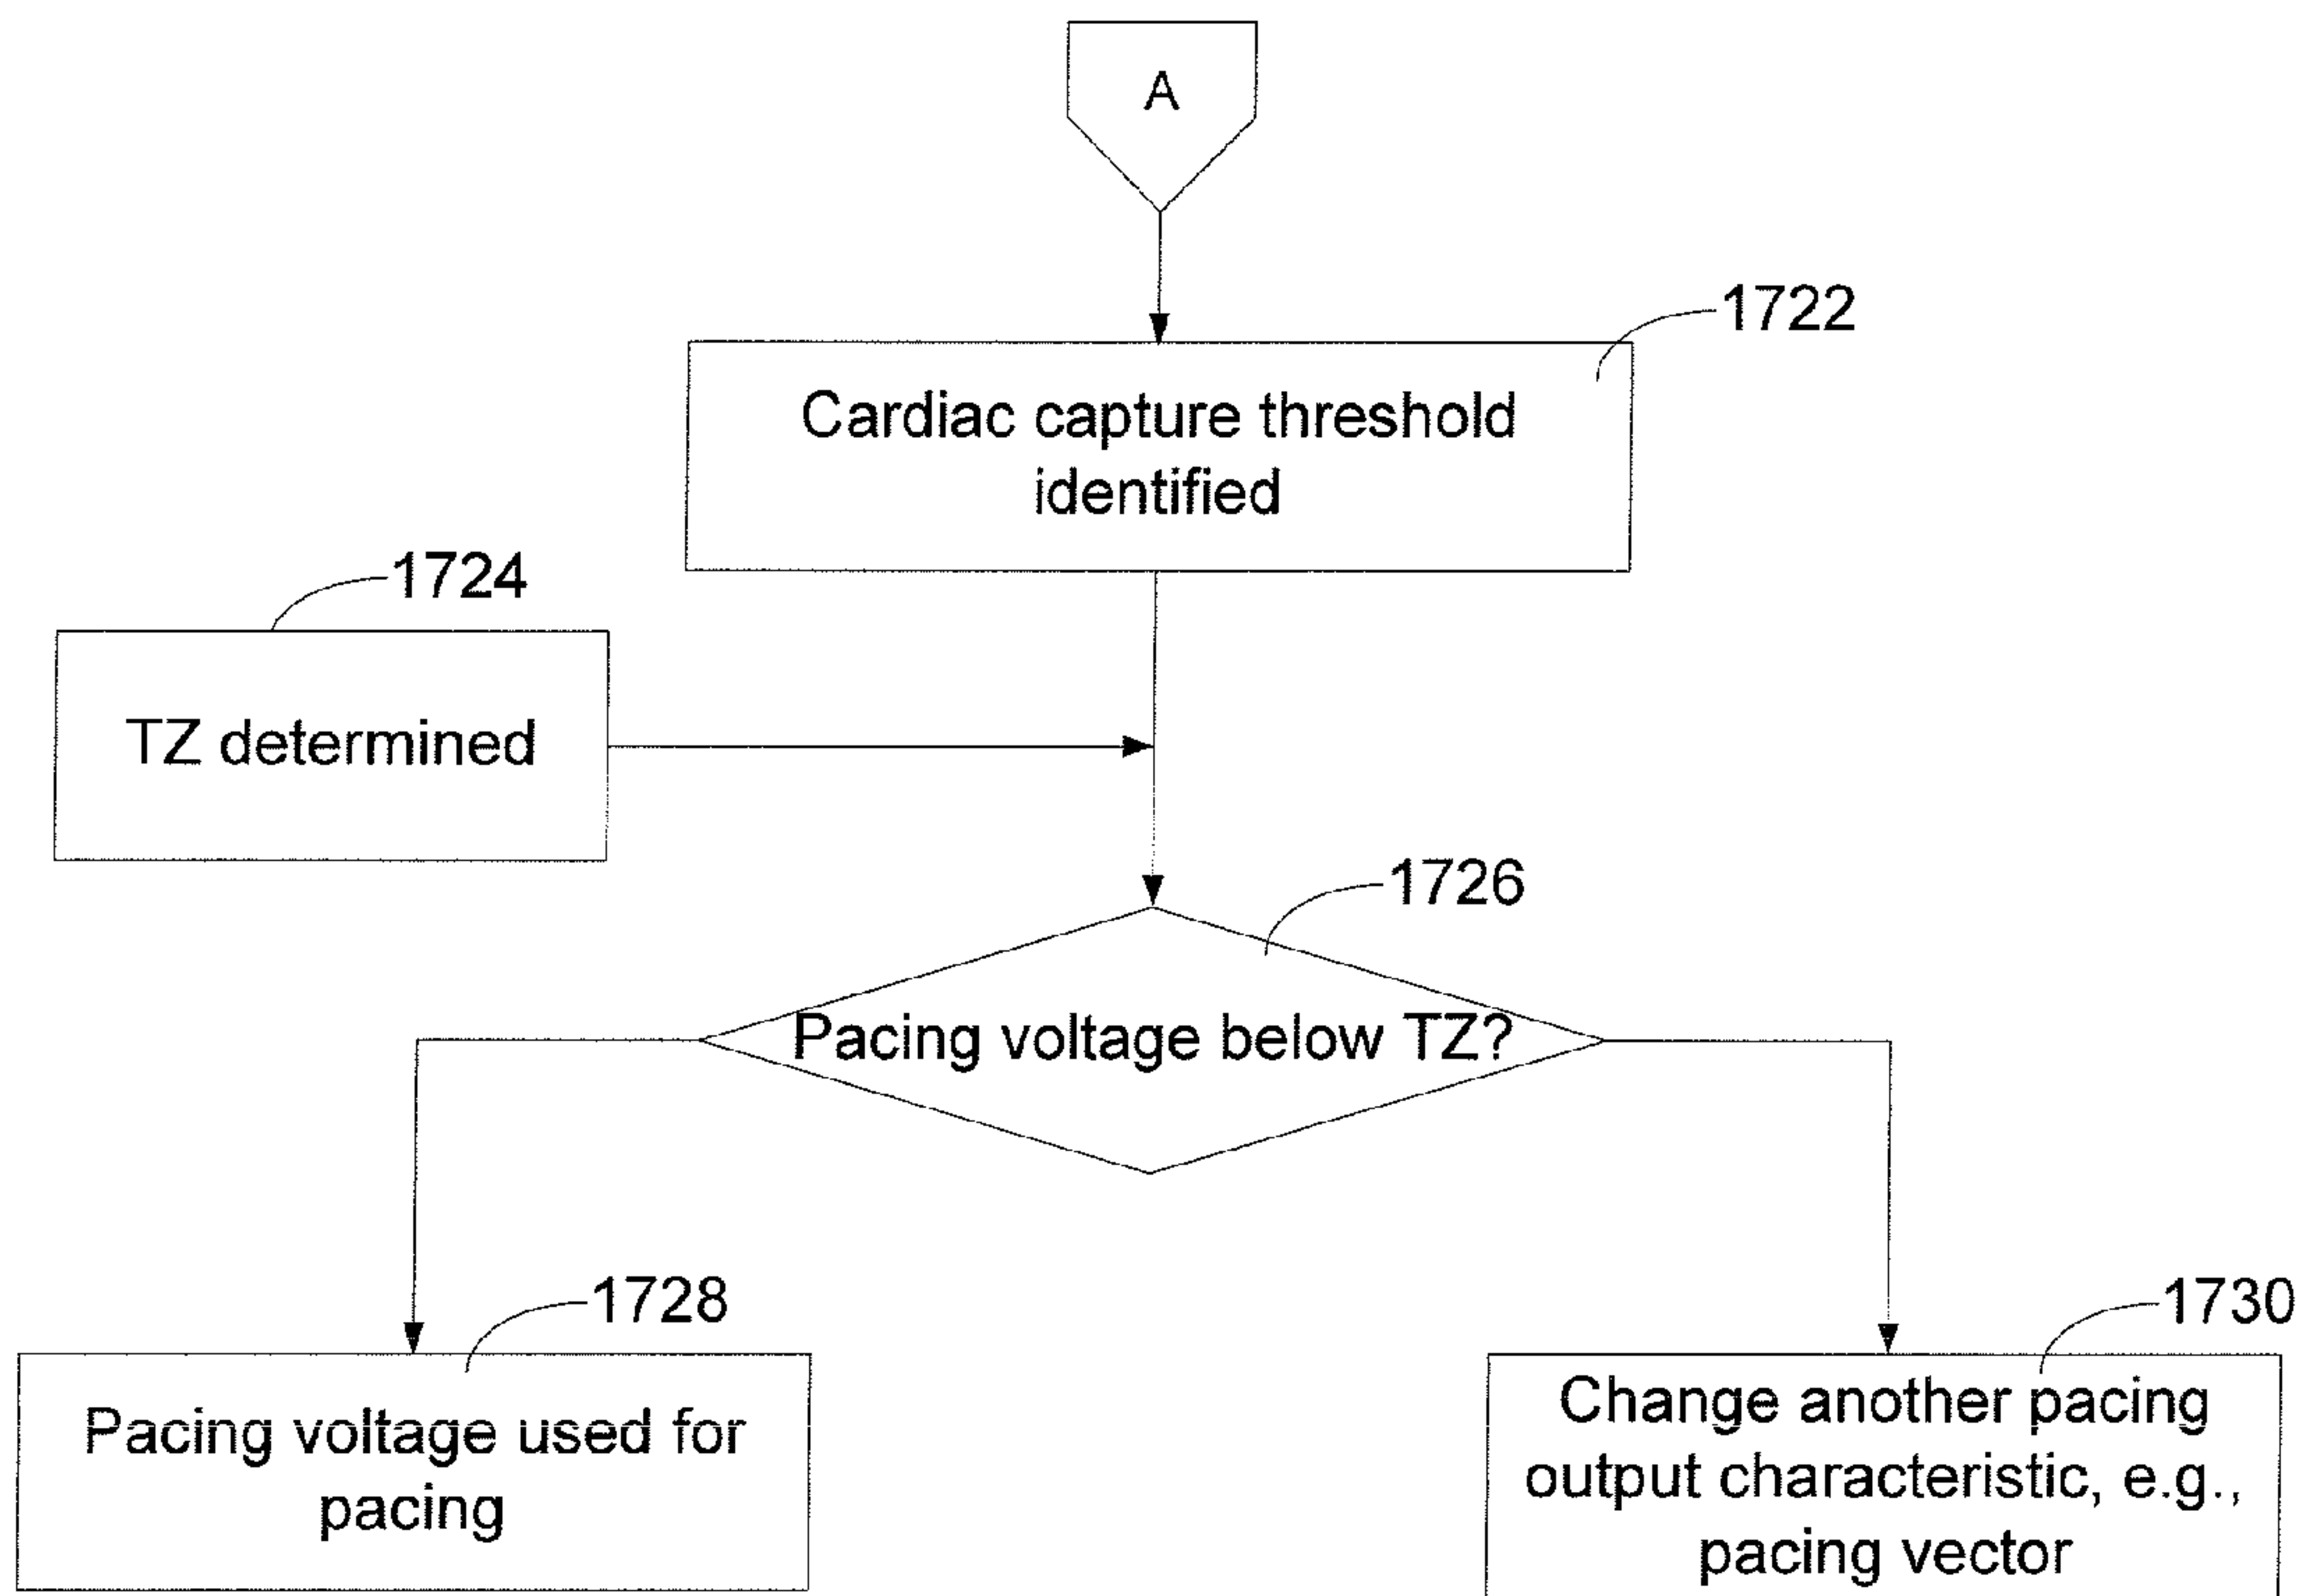 A
1722
Cardiac capture threshold
identified
1724
TZ determined
1726
Pacing voltage below TZ?
1728
Pacing voltage used for
pacing
1730
Change another pacing
output characteristic, e.g.,
pacing vector